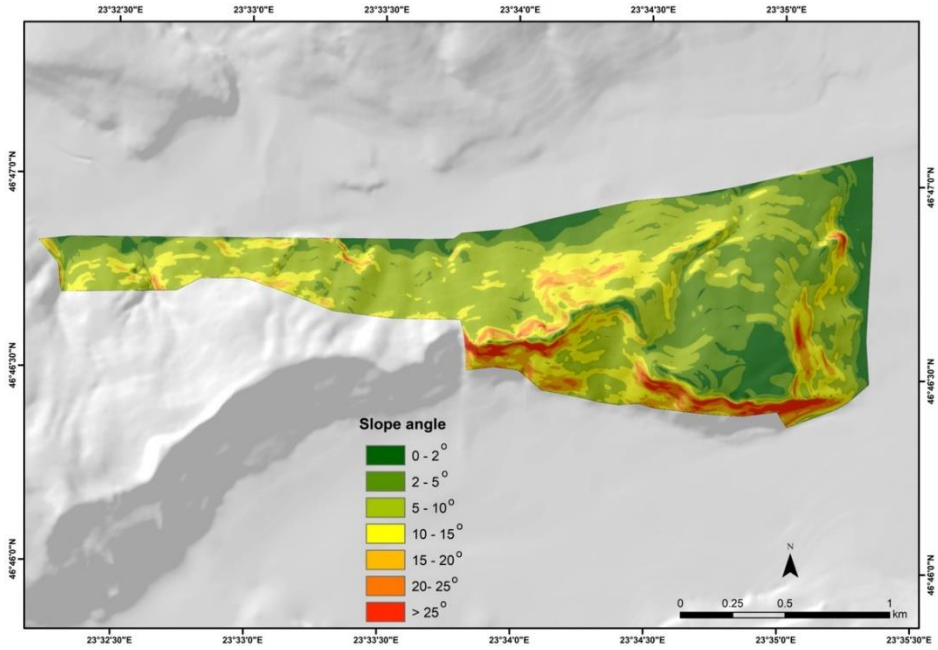 23°32'30"E 23°33'0"E 23°33'30"E 23°34'0"E 23°34'30"E 23°35'0"E
46°47'0"N
46°47'0"N
46°46'30"N
46°46'30"N
46°46'0"N
46°46'0"N
Slope angle
0 - 2°
2 - 5°
5 - 10°
10 - 15°
15 - 20°
20- 25°
> 25°
N
0 0.25 0.5 1
km
23°32'30"E 23°33'0"E 23°33'30"E 23°34'0"E 23°34'30"E 23°35'0"E 23°35'30"E